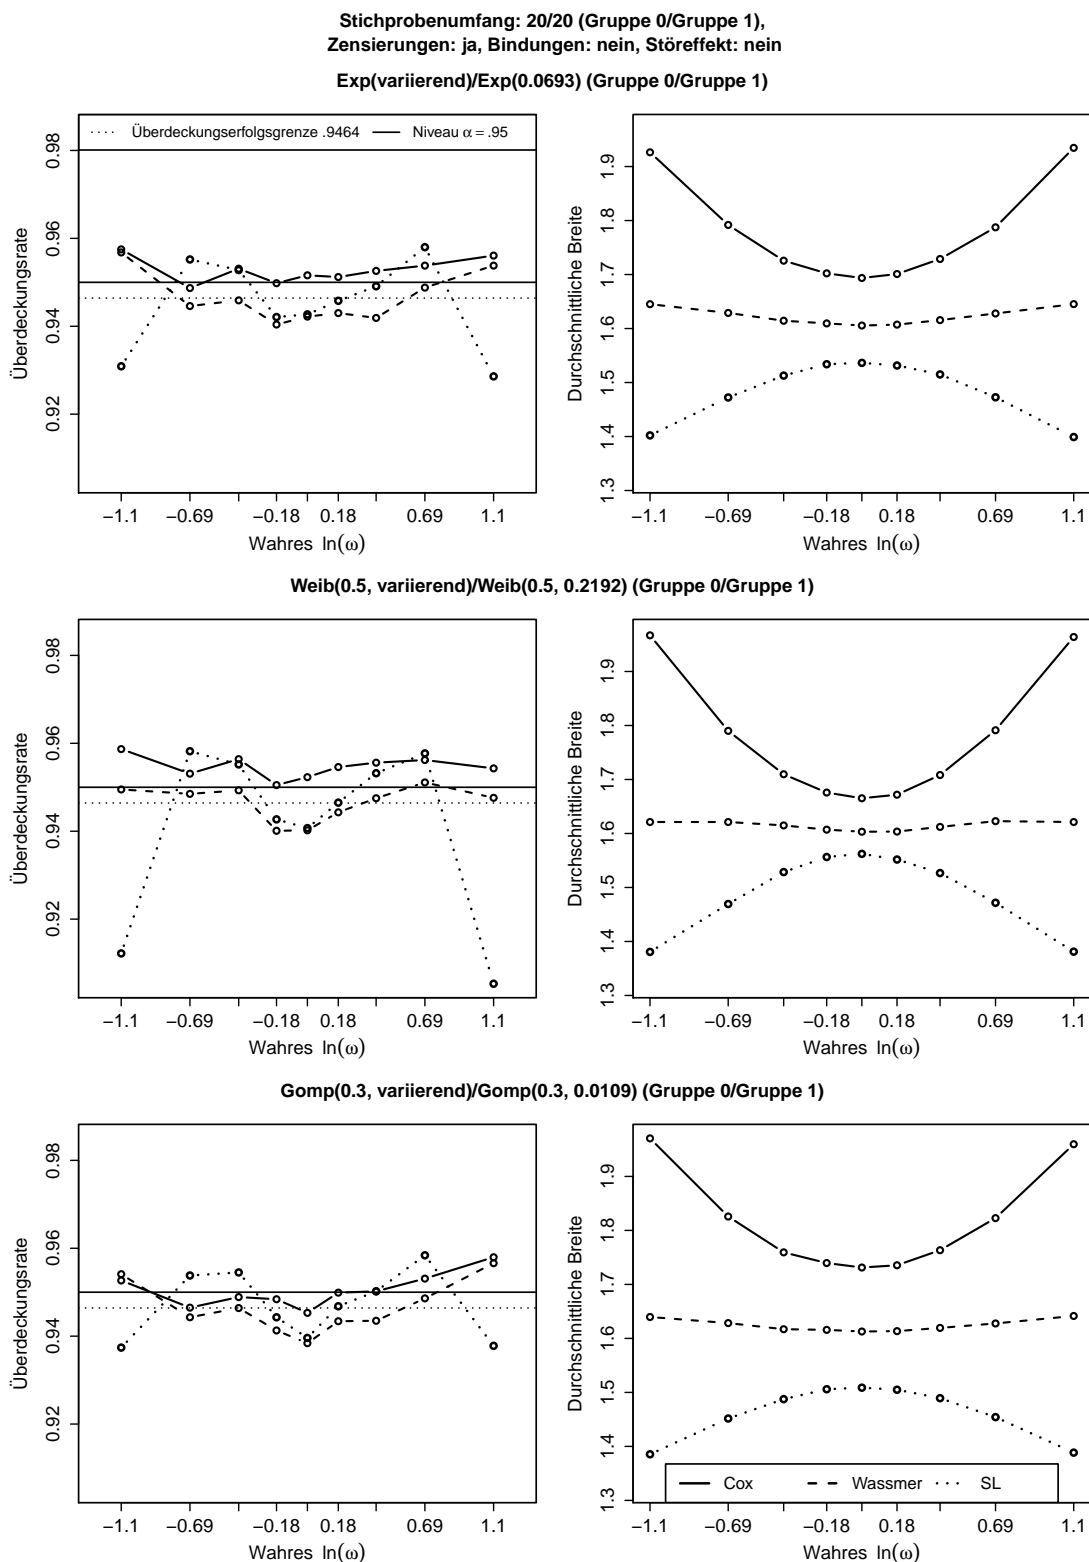 Stichprobenumfang: 20/20 (Gruppe 0/Gruppe 1),
Zensierungen: ja, Bindungen: nein, Störeffekt: nein
Exp(variierend)/Exp(0.0693) (Gruppe 0/Gruppe 1)
Überdeckungserfolgsgrenze .9464
Niveau α = .95
Überdeckungsrate
0.98
0.96
0.94
0.92
−1.1 −0.69 −0.18 0.18 0.69 1.1
Wahres ln(ω)
Durchschnittliche Breite
1.9
1.8
1.7
1.6
1.5
1.4
1.3
−1.1 −0.69 −0.18 0.18 0.69 1.1
Wahres ln(ω)
Weib(0.5, variierend)/Weib(0.5, 0.2192) (Gruppe 0/Gruppe 1)
Überdeckungsrate
0.98
0.96
0.94
0.92
−1.1 −0.69 −0.18 0.18 0.69 1.1
Wahres ln(ω)
Durchschnittliche Breite
1.9
1.8
1.7
1.6
1.5
1.4
1.3
−1.1 −0.69 −0.18 0.18 0.69 1.1
Wahres ln(ω)
Gomp(0.3, variierend)/Gomp(0.3, 0.0109) (Gruppe 0/Gruppe 1)
Überdeckungsrate
0.98
0.96
0.94
0.92
−1.1 −0.69 −0.18 0.18 0.69 1.1
Wahres ln(ω)
Durchschnittliche Breite
1.9
1.8
1.7
1.6
1.5
1.4
1.3
Cox
Wassmer
SL
−1.1 −0.69 −0.18 0.18 0.69 1.1
Wahres ln(ω)